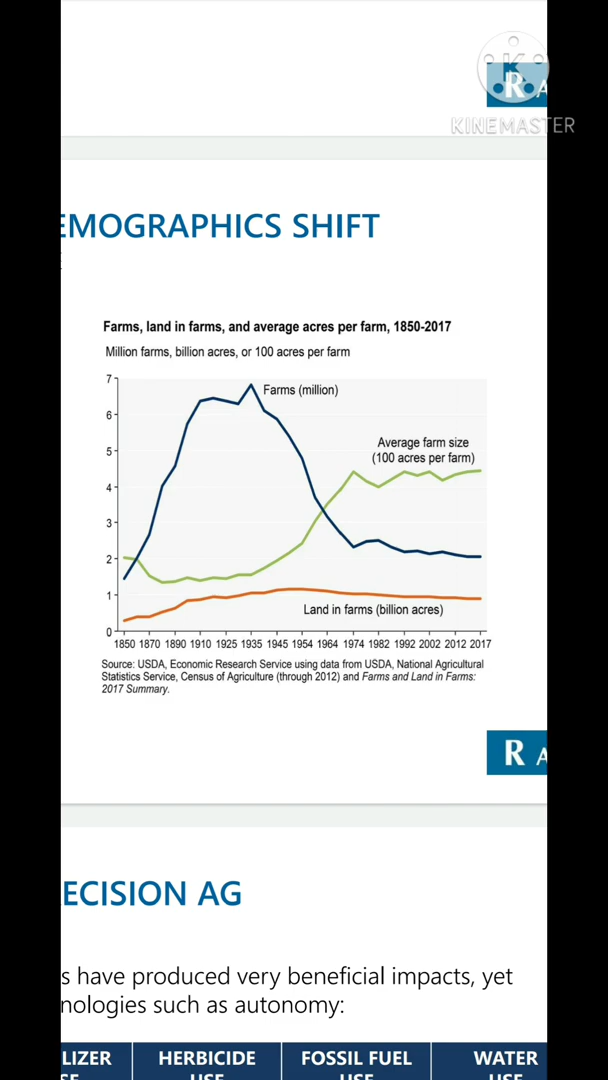 R A
KINEMASTER
EMOGRAPHICS SHIFT
Farms, land in farms, and average acres per farm, 1850-2017
Million farms, billion acres, or 100 acres per farm
7
Farms (million)
6
Average farm size
(100 acres per farm)
5
4
3
2
1
Land in farms (billion acres)
0
1850 1870 1890 1910 1925 1935 1945 1954 1964 1974 1982 1992 2002 2012 2017
Source: USDA, Economic Research Service using data from USDA, National Agricultural
Statistics Service, Census of Agriculture (through 2012) and Farms and Land in Farms:
2017 Summary.
R A
ECISION AG
s have produced very beneficial impacts, yet
nologies such as autonomy:
LIZER HERBICIDE FOSSIL FUEL WATER
SE USE USE USE